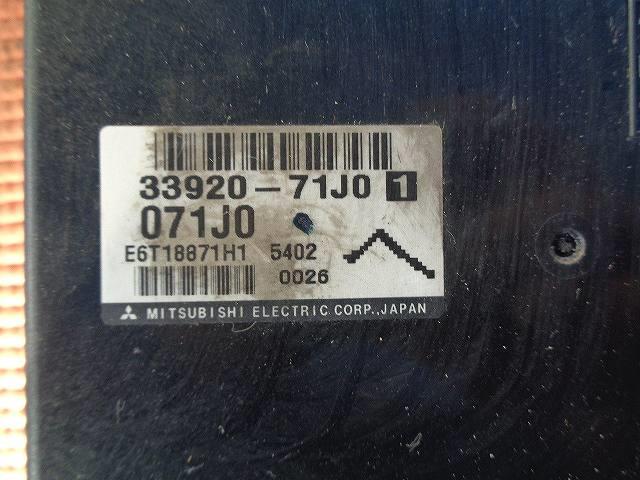 33920-71J0 1
071J0
E6T18871H1 5402
0026
MITSUBISHI ELECTRIC CORP., JAPAN